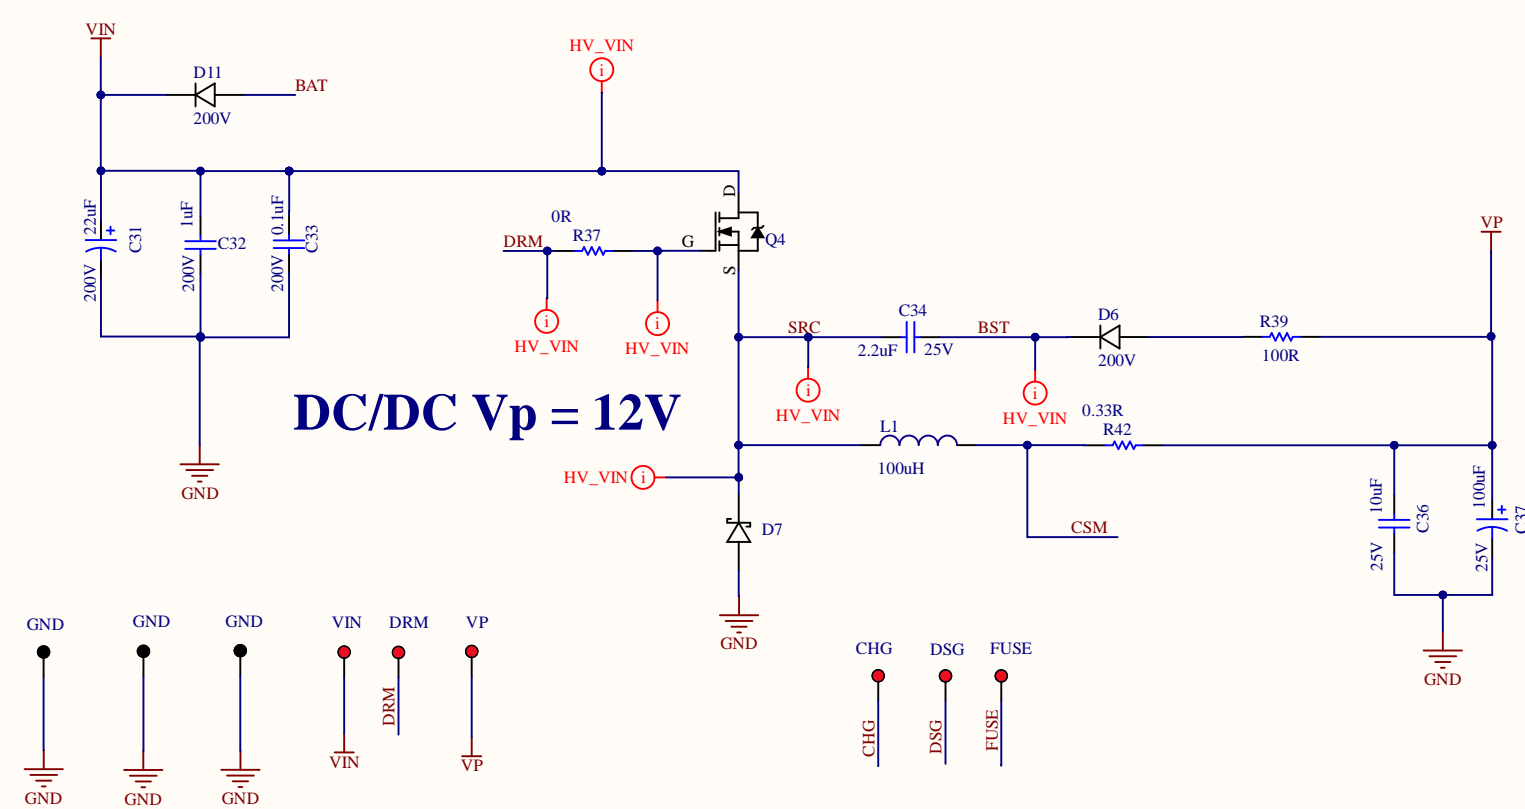 VIN
HV_VIN
D11
BAT
200V
22uF
C31
200V
1uF
C32
200V
0.1uF
C33
200V
D
0R
R37
DRM
G
Q4
S
HV_VIN
HV_VIN
VP
SRC
C34
2.2uF
25V
BST
D6
200V
R39
100R
HV_VIN
HV_VIN
DC/DC Vp = 12V
L1
100uH
0.33R
R42
HV_VIN
CSM
D7
10uF
C36
25V
100uF
C37
25V
GND
GND
GND
GND
GND
GND
VIN
DRM
VP
CHG
DSG
FUSE
DRM
CHG
DSG
FUSE
GND
GND
GND
VIN
VP
i
i
i
i
i
i
+
+